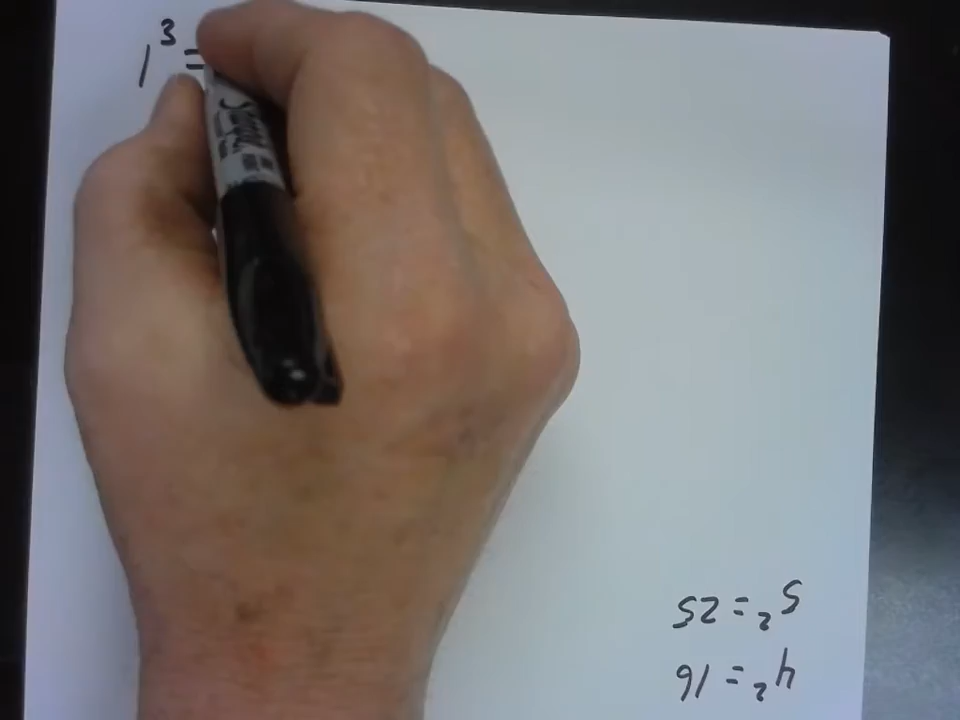 1³ =
4² = 16
5² = 25